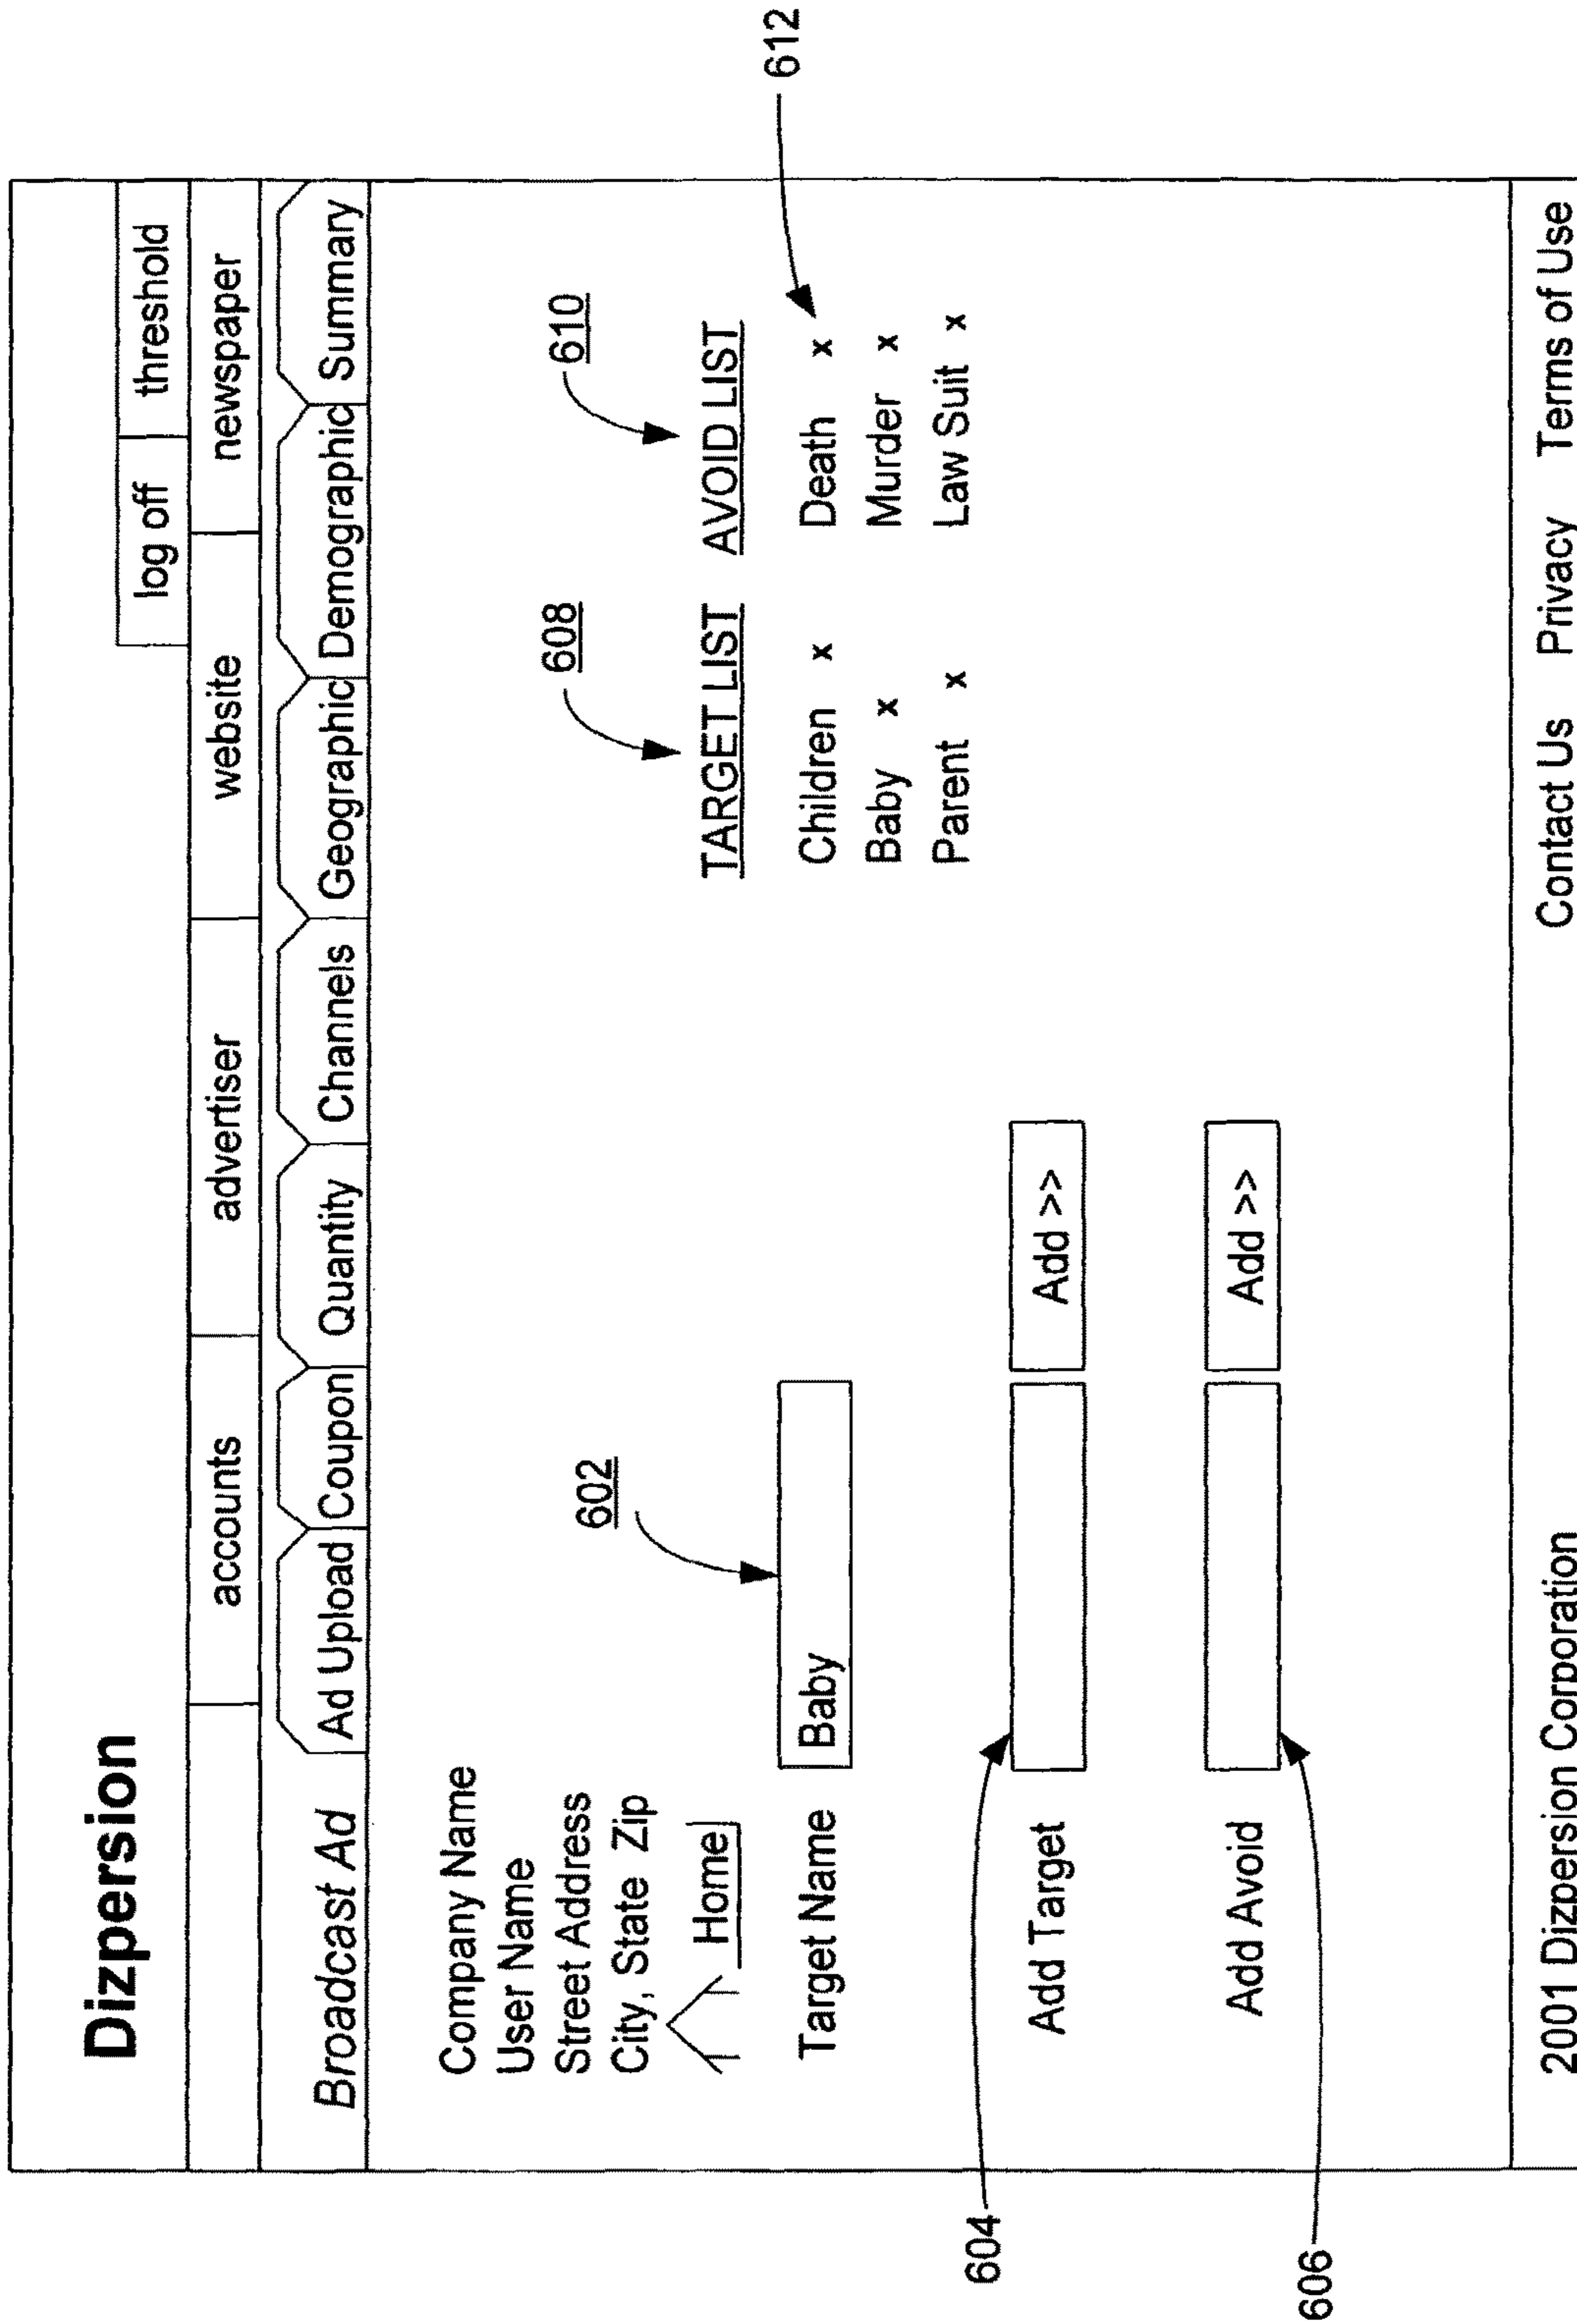 Dizpersion
log off threshold
accounts advertiser website newspaper
Broadcast Ad Ad Upload Coupon Quantity Channels Geographic Demographic Summary
Company Name
User Name
Street Address
City, State Zip
Home
602
608
610
612
TARGET LIST AVOID LIST
Target Name Baby
Children x Death x
Baby x Murder x
Parent x Law Suit x
604
Add Target Add >>
Add Avoid Add >>
606
2001 Dizpersion Corporation Contact Us Privacy Terms of Use